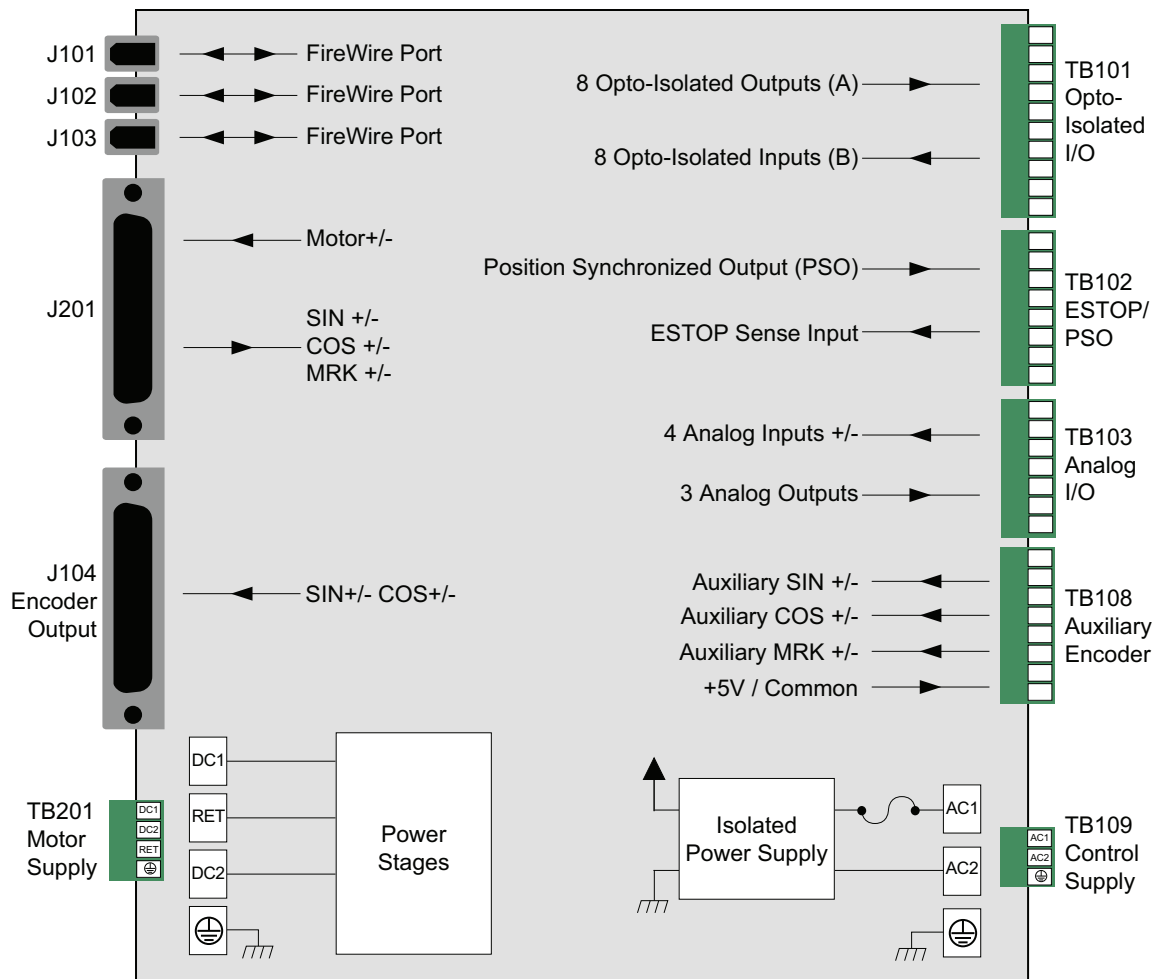 J101
FireWire Port
J102
FireWire Port
J103
FireWire Port
J201
Motor+/-
SIN +/-
COS +/-
MRK +/-
J104
Encoder
Output
SIN+/- COS+/-
8 Opto-Isolated Outputs (A)
8 Opto-Isolated Inputs (B)
TB101
Opto-
Isolated
I/O
Position Synchronized Output (PSO)
ESTOP Sense Input
TB102
ESTOP/
PSO
4 Analog Inputs +/-
3 Analog Outputs
TB103
Analog
I/O
Auxiliary SIN +/-
Auxiliary COS +/-
Auxiliary MRK +/-
+5V / Common
TB108
Auxiliary
Encoder
TB201
Motor
Supply
DC1
DC2
RET
DC1
RET
DC2
Power
Stages
Isolated
Power Supply
AC1
AC2
AC1
AC2
TB109
Control
Supply